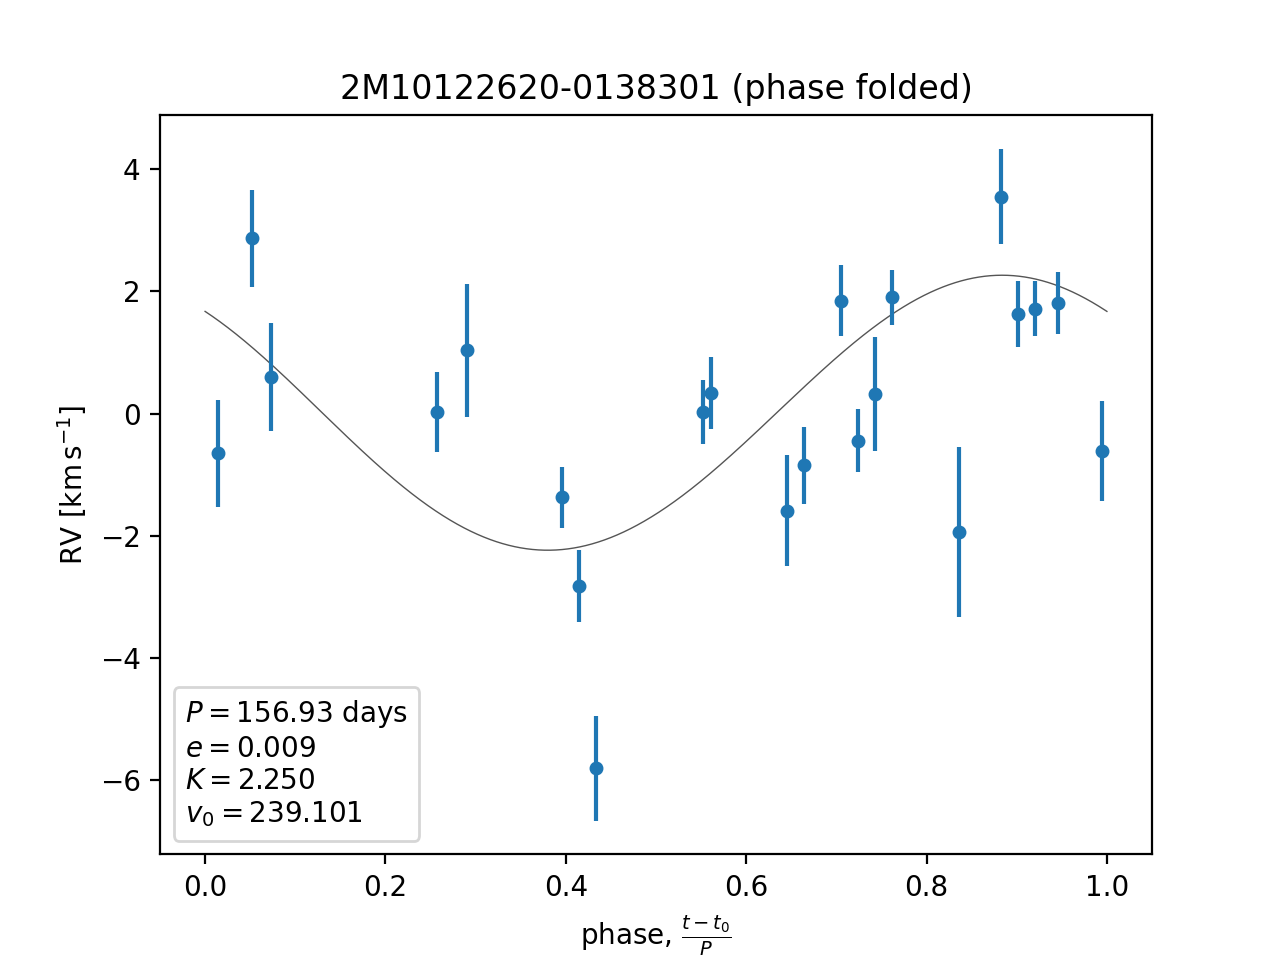 2M10122620-0138301 (phase folded)
4
2
0
−2
−4
−6
RV [km s⁻¹]
P = 156.93 days
e = 0.009
K = 2.250
v₀ = 239.101
0.0 0.2 0.4 0.6 0.8 1.0
phase, (t − t₀)/P